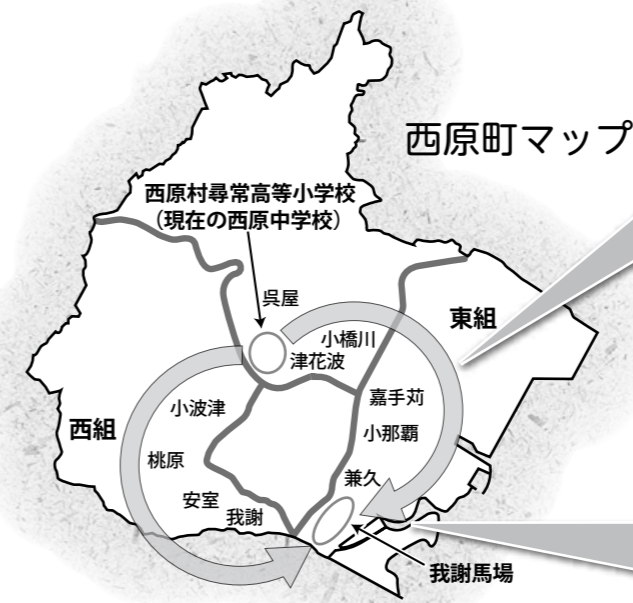 西原町マップ
西原村尋常高等小学校
（現在の西原中学校）
呉屋
小橋川
津花波
東組
嘉手苅
小那覇
兼久
小波津
西組
桃原
安室
我謝
我謝馬場